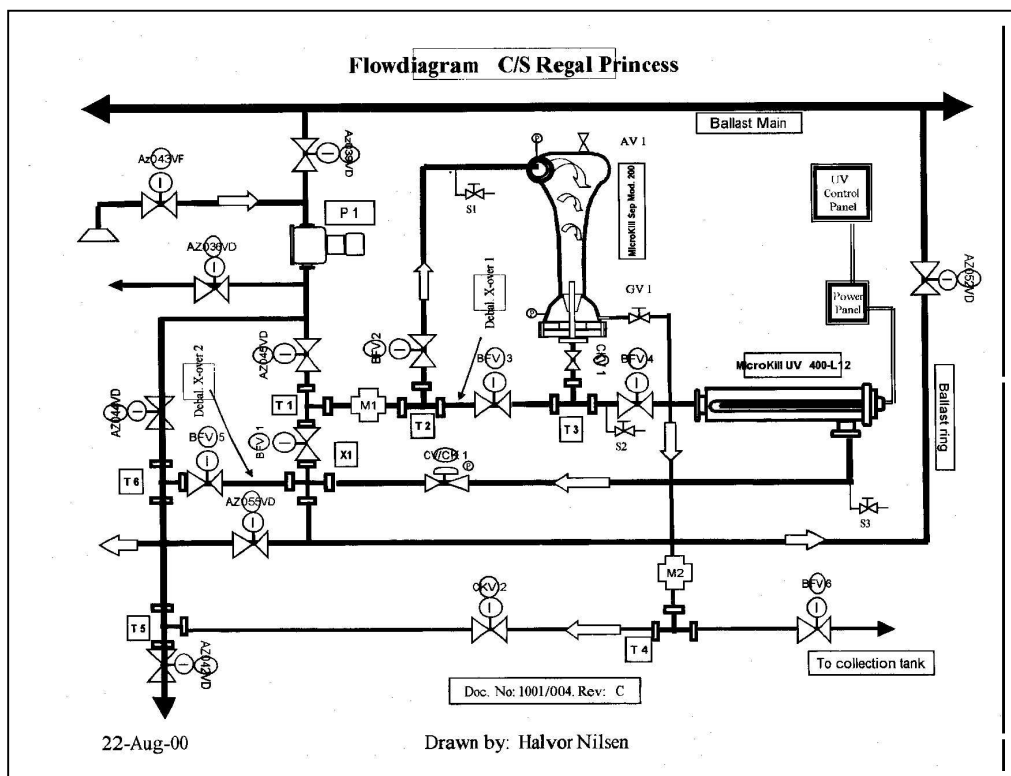 Flowdiagram C/S Regal Princess
Ballast Main
Az043VF
Az039VD
P 1
AZ036VD
S1
P
AV 1
MicroKill Sep Mod. 200
UV
Control
Panel
Power
Panel
AZ052VD
Debal. X-over 1
GV 1
P
AZ045VD
BFV 2
BFV 3
CKV 1
BFV 4
MicroKill UV 400-L12
Debal. X-over 2
AZ044VD
T 1
M1
T 2
T 3
S2
Ballast ring
BFV 5
BFV 1
X1
CV/CK 1
P
T 6
AZ055VD
S3
M2
CKV 2
BFV 6
T 5
T 4
AZ042VD
To collection tank
Doc. No: 1001/004. Rev: C
22-Aug-00
Drawn by: Halvor Nilsen